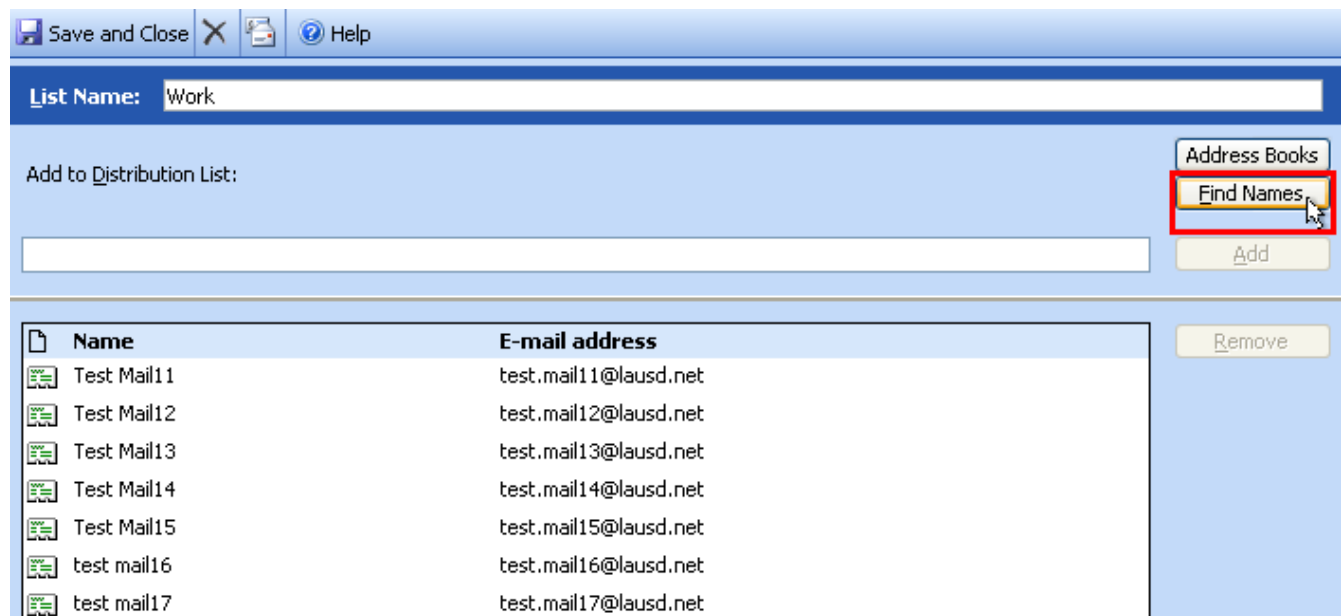 Save and Close Help
List Name: Work
Address Books
Add to Distribution List:
Find Names
Add
Name E-mail address
Remove
Test Mail11 test.mail11@lausd.net
Test Mail12 test.mail12@lausd.net
Test Mail13 test.mail13@lausd.net
Test Mail14 test.mail14@lausd.net
Test Mail15 test.mail15@lausd.net
test mail16 test.mail16@lausd.net
test mail17 test.mail17@lausd.net